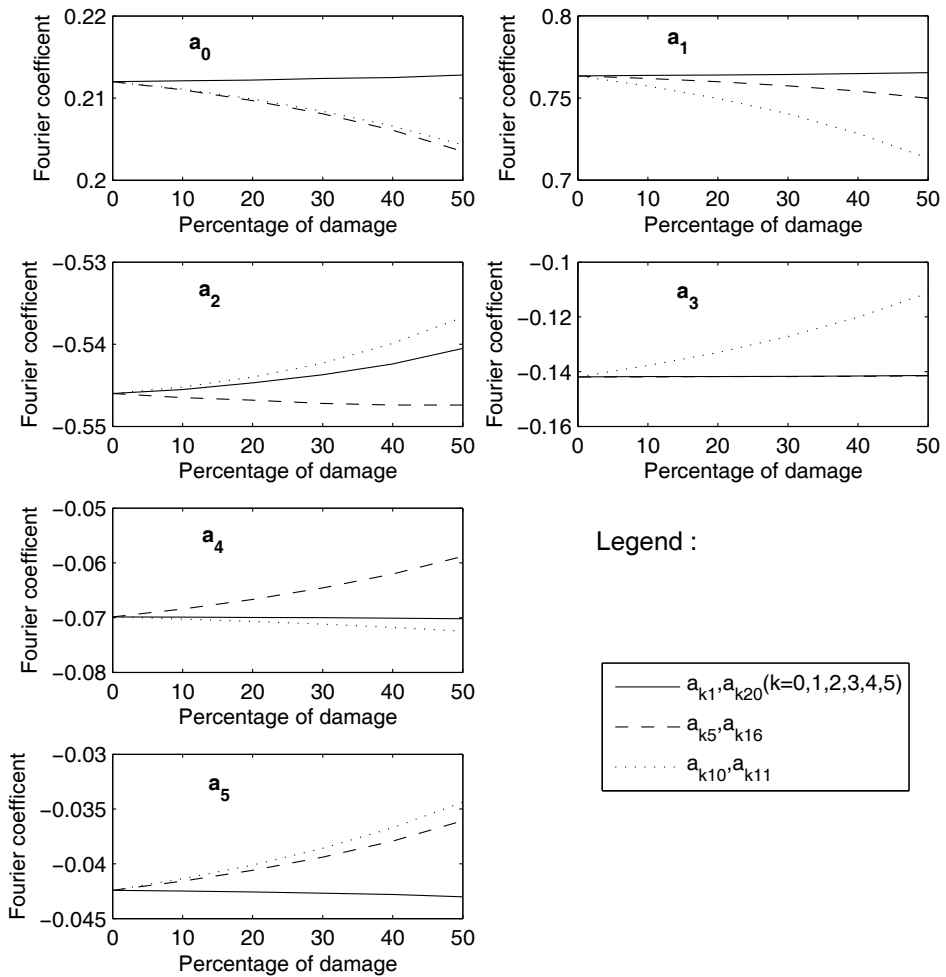 0.22
0.21
0.2
Fourier coefficent
a0
0 10 20 30 40 50
Percentage of damage
0.8
0.75
0.7
Fourier coefficent
a1
0 10 20 30 40 50
Percentage of damage
−0.53
−0.54
−0.55
Fourier coefficent
a2
0 10 20 30 40 50
Percentage of damage
−0.1
−0.12
−0.14
−0.16
Fourier coefficent
a3
0 10 20 30 40 50
Percentage of damage
−0.05
−0.06
−0.07
−0.08
Fourier coefficent
a4
0 10 20 30 40 50
Percentage of damage
Legend :
ak1,ak20(k=0,1,2,3,4,5)
ak5,ak16
ak10,ak11
−0.03
−0.035
−0.04
−0.045
Fourier coefficent
a5
0 10 20 30 40 50
Percentage of damage